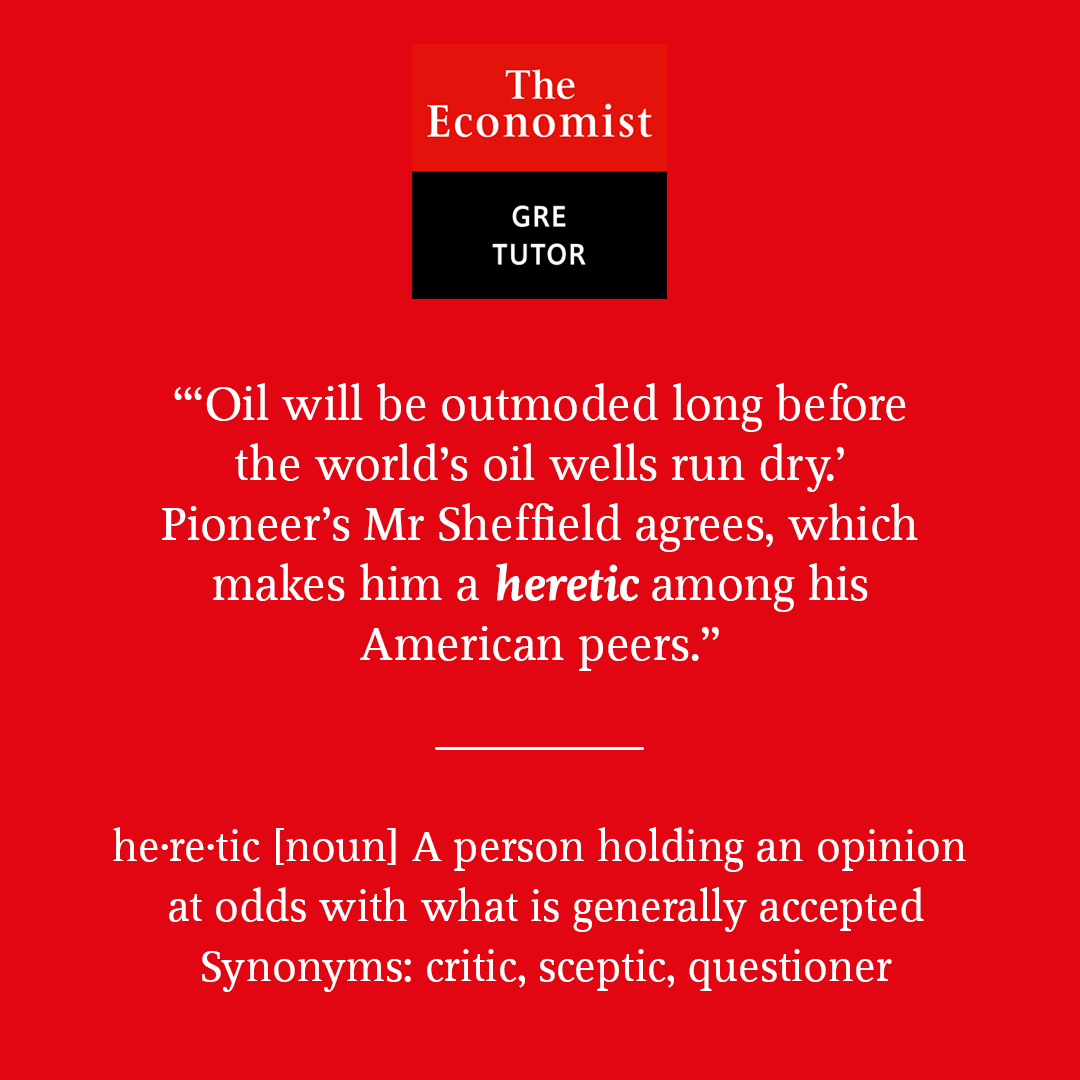 The
Economist
GRE
TUTOR
“‘Oil will be outmoded long before
the world’s oil wells run dry.’
Pioneer’s Mr Sheffield agrees, which
makes him a heretic among his
American peers.”
he·re·tic [noun] A person holding an opinion
at odds with what is generally accepted
Synonyms: critic, sceptic, questioner